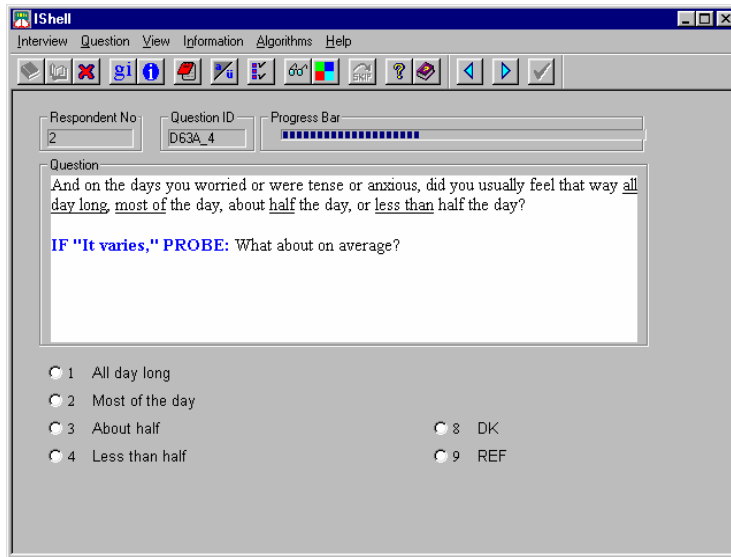 IShell
Interview Question View Information Algorithms Help
gi i a/ü SKIP ?
Respondent No Question ID Progress Bar
2 D63A_4
Question
And on the days you worried or were tense or anxious, did you usually feel that way all
day long, most of the day, about half the day, or less than half the day?
IF "It varies," PROBE: What about on average?
1 All day long
2 Most of the day
3 About half 8 DK
4 Less than half 9 REF